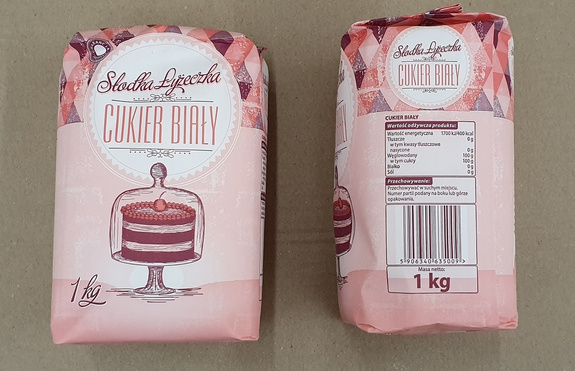 Słodka Łyżeczka
CUKIER BIAŁY
1 kg
Słodka Łyżeczka
CUKIER BIAŁY
CUKIER BIAŁY
Wartość odżywcza produktu:
Wartość energetyczna 1700 kJ/400 kcal
Tłuszcze 0 g
w tym kwasy tłuszczowe
nasycone 0 g
Węglowodany 100 g
w tym cukry 100 g
Białko 0 g
Sól 0 g
Przechowywanie:
Przechowywać w suchym miejscu.
Numer partii podany na boku lub górze
opakowania.
5 906340 635009 >
Masa netto:
1 kg